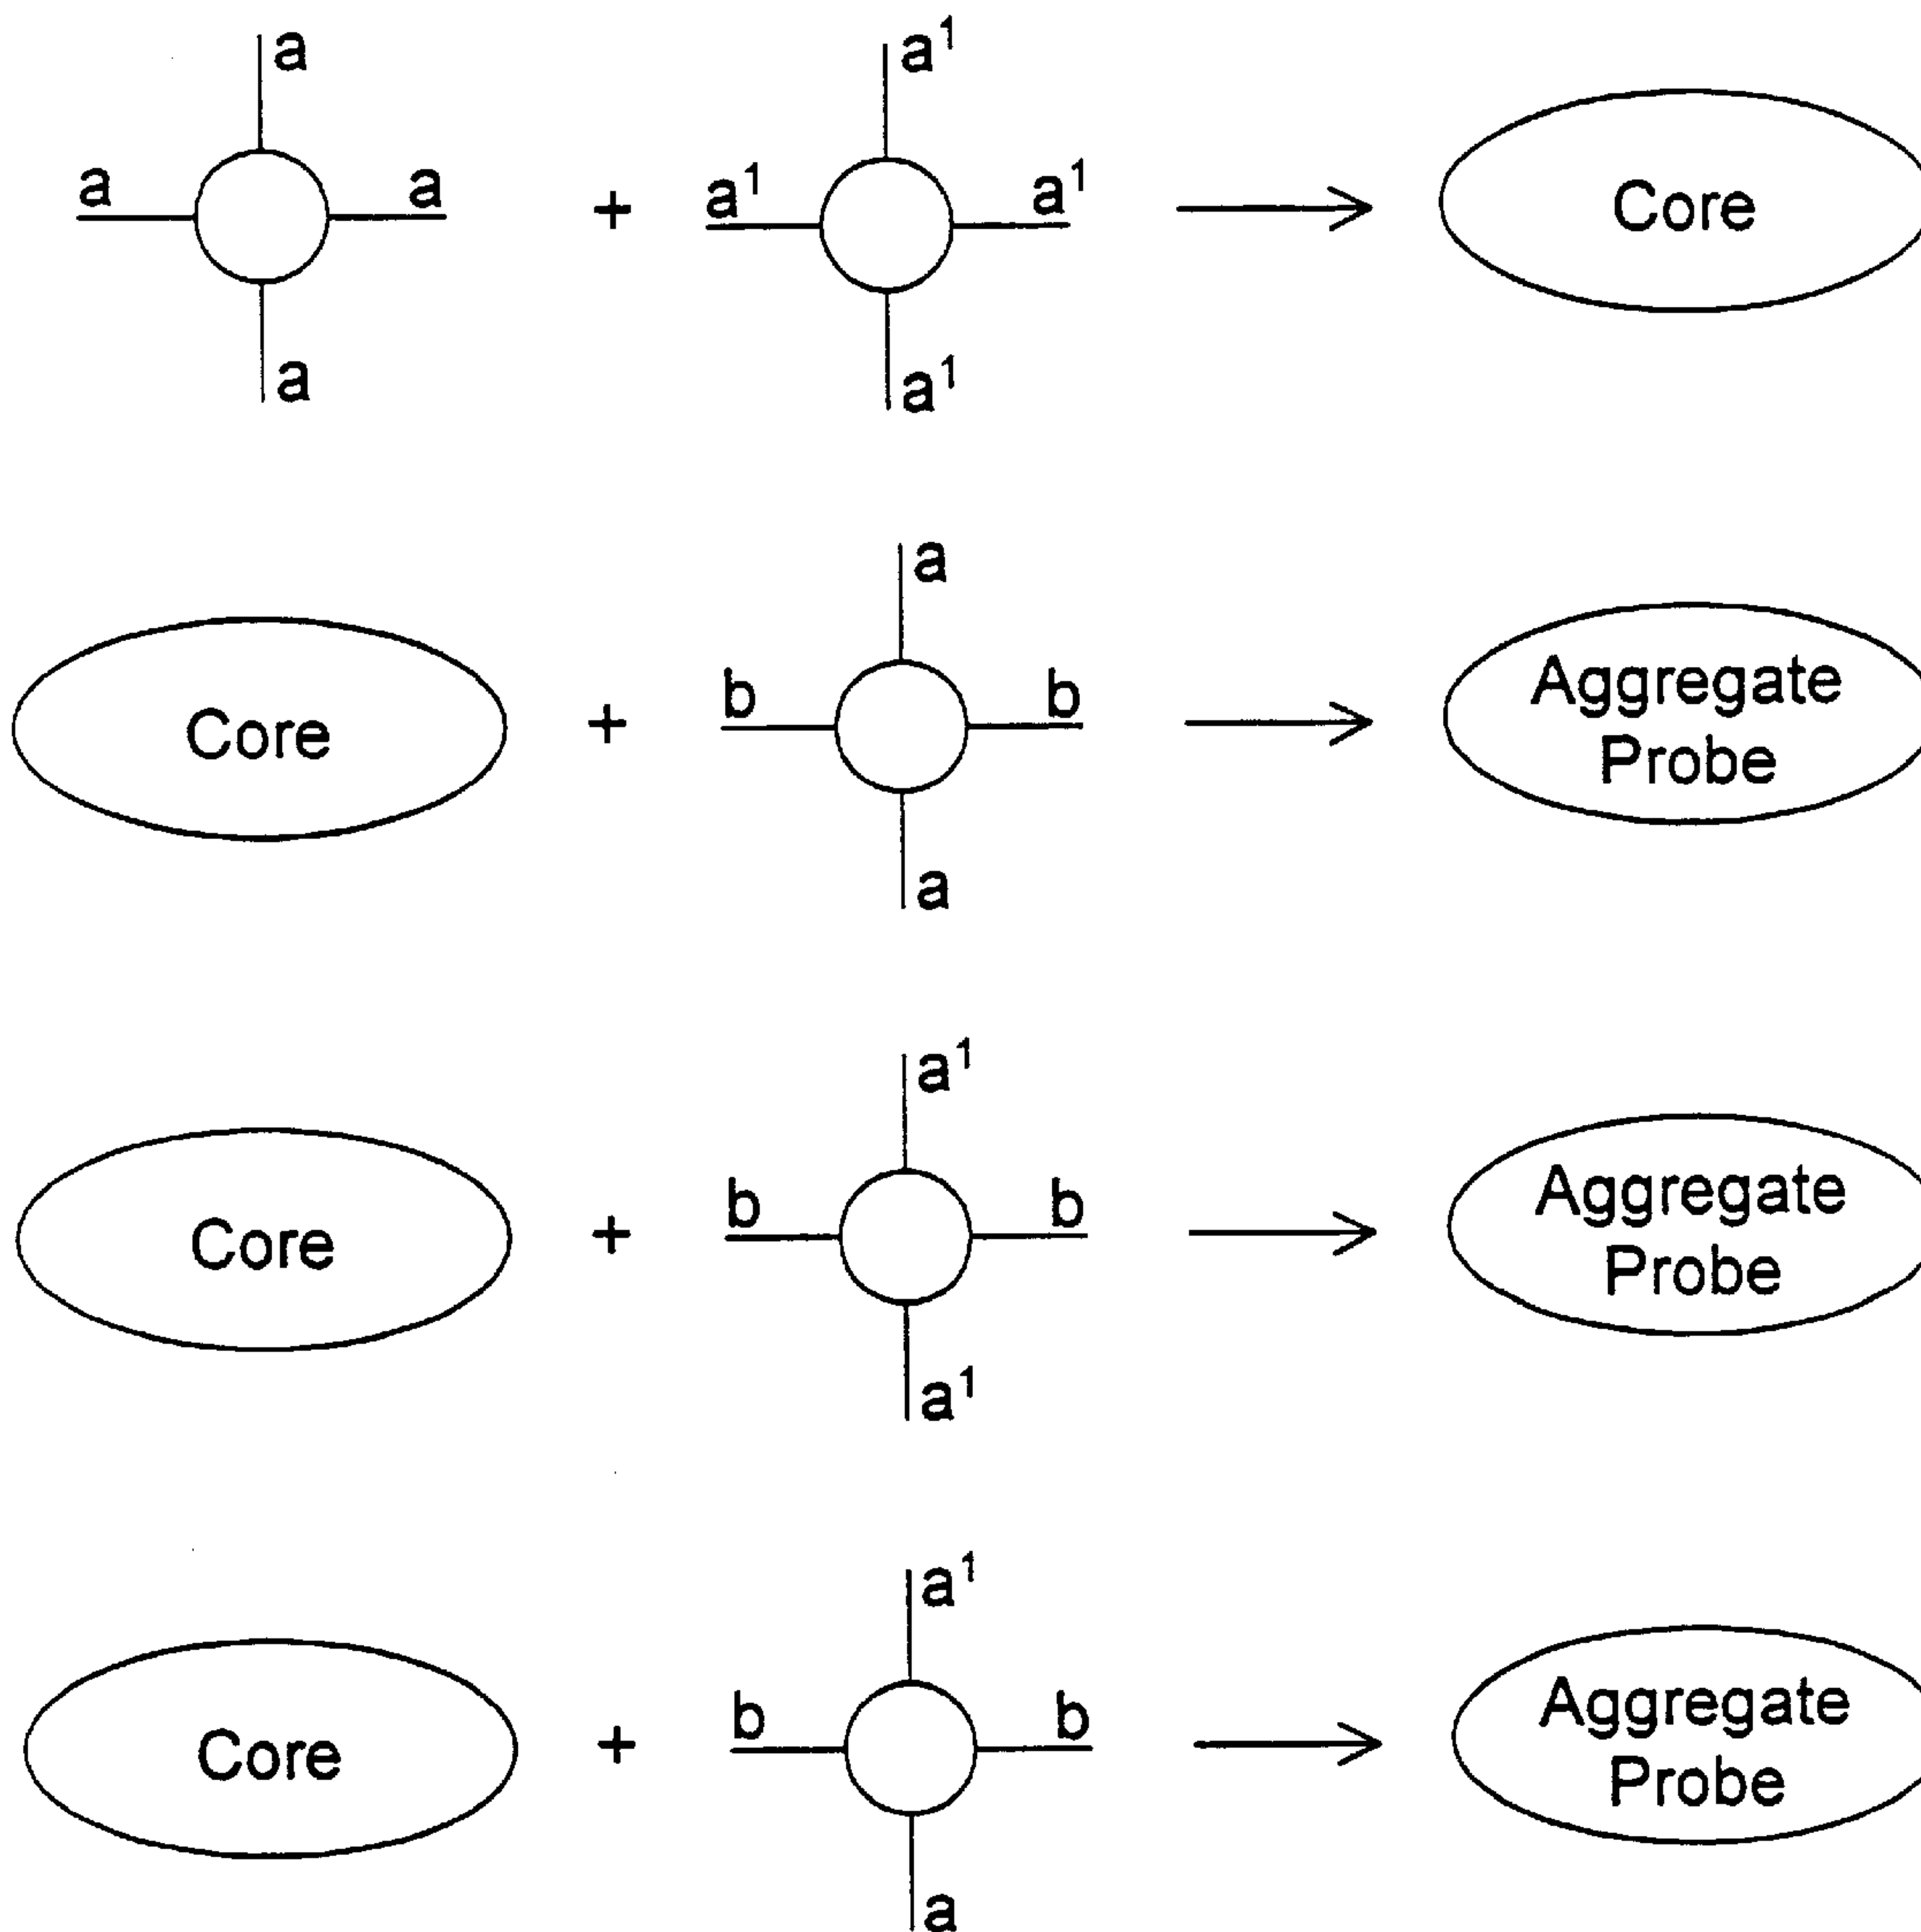 a a¹
a a + a¹ a¹ Core
a a¹
a
Core + b b Aggregate
Probe
a
a¹
Core + b b Aggregate
Probe
a¹
a¹
Core + b b Aggregate
Probe
a